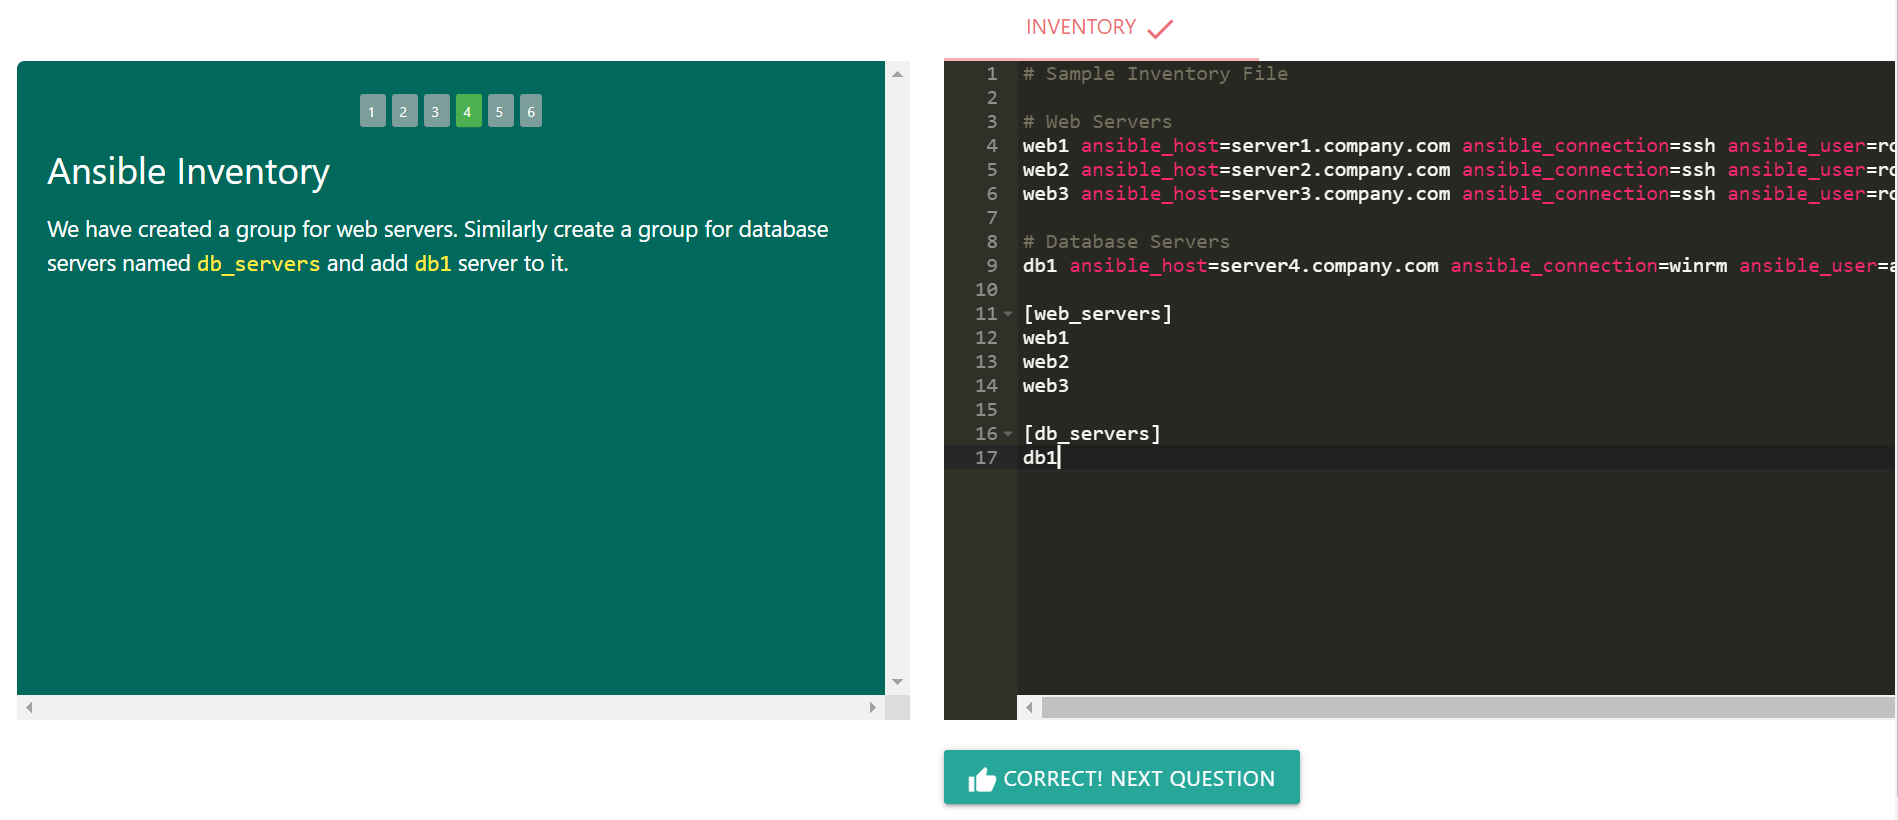 1 2 3 4 5 6
Ansible Inventory
We have created a group for web servers. Similarly create a group for database
servers named db_servers and add db1 server to it.
INVENTORY
1 # Sample Inventory File
2
3 # Web Servers
4 web1 ansible_host=server1.company.com ansible_connection=ssh ansible_user=
5 web2 ansible_host=server2.company.com ansible_connection=ssh ansible_user=
6 web3 ansible_host=server3.company.com ansible_connection=ssh ansible_user=
7
8 # Database Servers
9 db1 ansible_host=server4.company.com ansible_connection=winrm ansible_user=
10
11 [web_servers]
12 web1
13 web2
14 web3
15
16 [db_servers]
17 db1
CORRECT! NEXT QUESTION